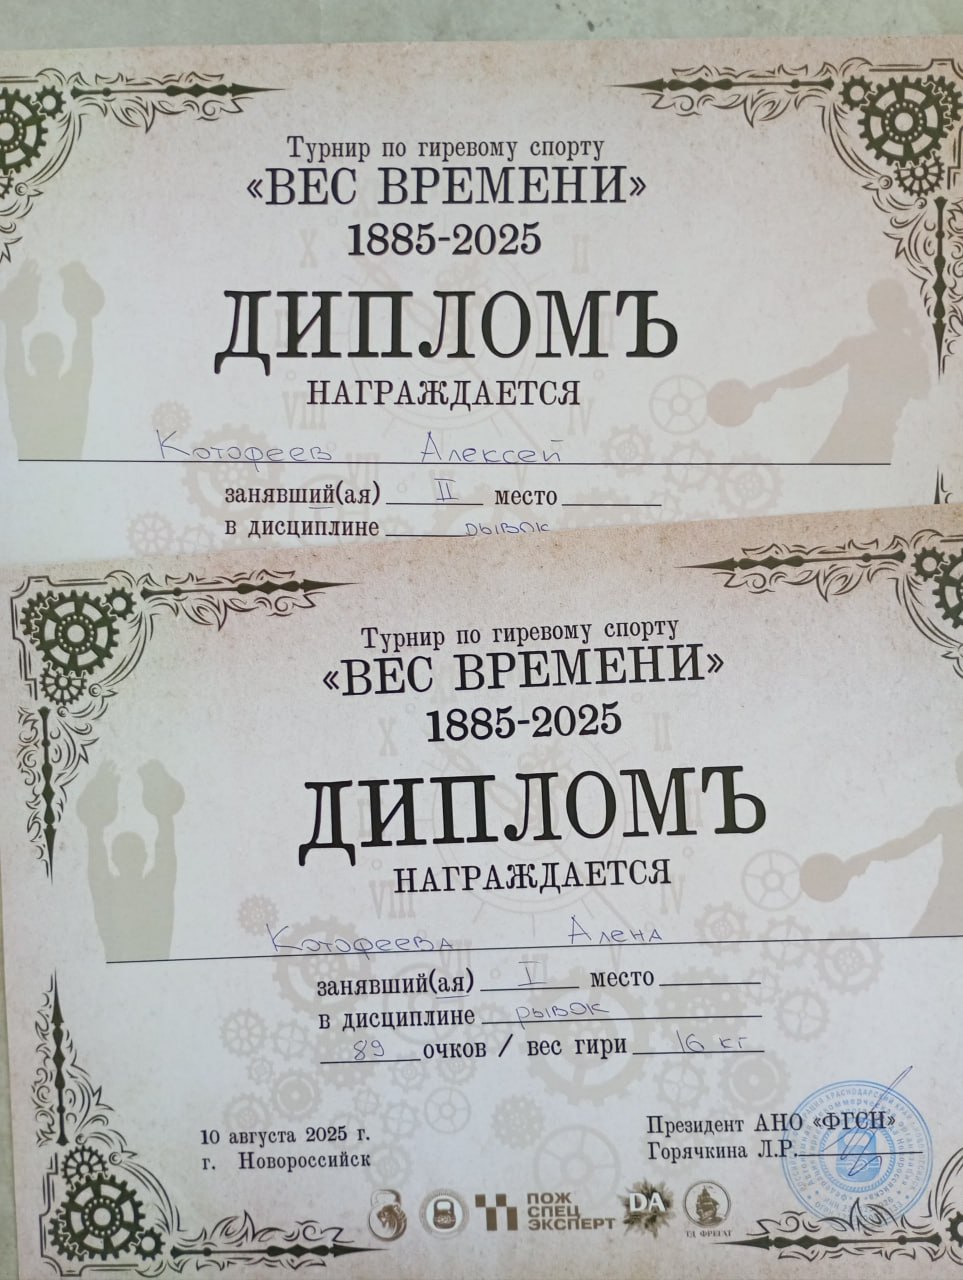 Турнир по гиревому спорту
«ВЕС ВРЕМЕНИ»
1885-2025
ДИПЛОМЪ
НАГРАЖДАЕТСЯ
Котофеев Алексей
занявший(ая) II место
в дисциплине рывок
Турнир по гиревому спорту
«ВЕС ВРЕМЕНИ»
1885-2025
ДИПЛОМЪ
НАГРАЖДАЕТСЯ
Котофеева Алена
занявший(ая) I место
в дисциплине рывок
89 очков / вес гири 16 кг
10 августа 2025 г.
г. Новороссийск
Президент АНО «ФГСН»
Горячкина Л.Р.
ПОЖ
СПЕЦ
ЭКСПЕРТ
DA
ТД ФРЕГАТ